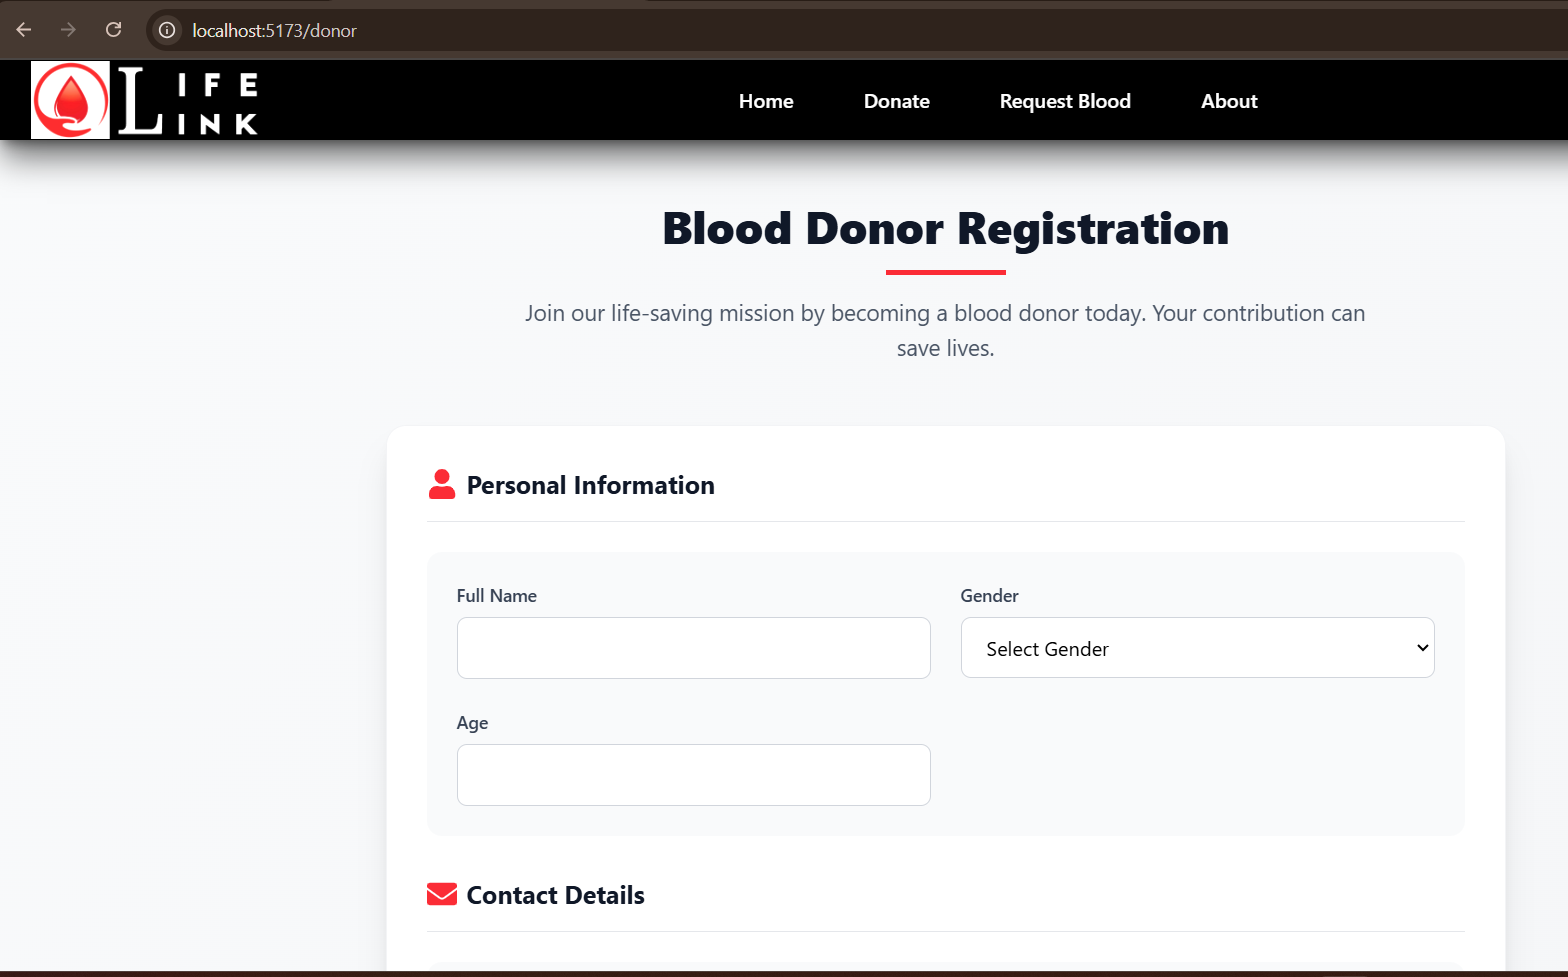 localhost:5173/donor
LIFE
LINK
Home Donate Request Blood About
Blood Donor Registration
Join our life-saving mission by becoming a blood donor today. Your contribution can
save lives.
Personal Information
Full Name Gender
Select Gender
Age
Contact Details